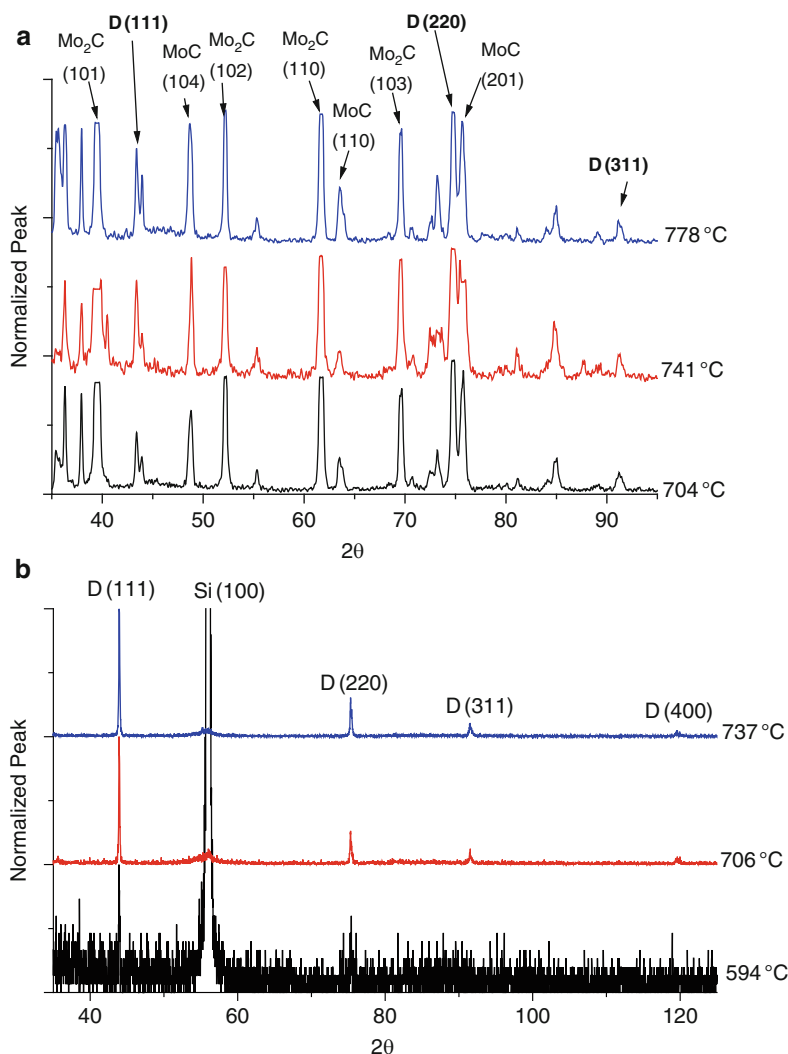 a
D (111)
Mo₂C
(101)
MoC
(104)
Mo₂C
(102)
Mo₂C
(110)
MoC
(110)
Mo₂C
(103)
D (220)
MoC
(201)
D (311)
778 °C
741 °C
704 °C
Normalized Peak
40 50 60 70 80 90
2θ
b
D (111)
Si (100)
D (220)
D (311)
D (400)
737 °C
706 °C
594 °C
Normalized Peak
40 60 80 100 120
2θ